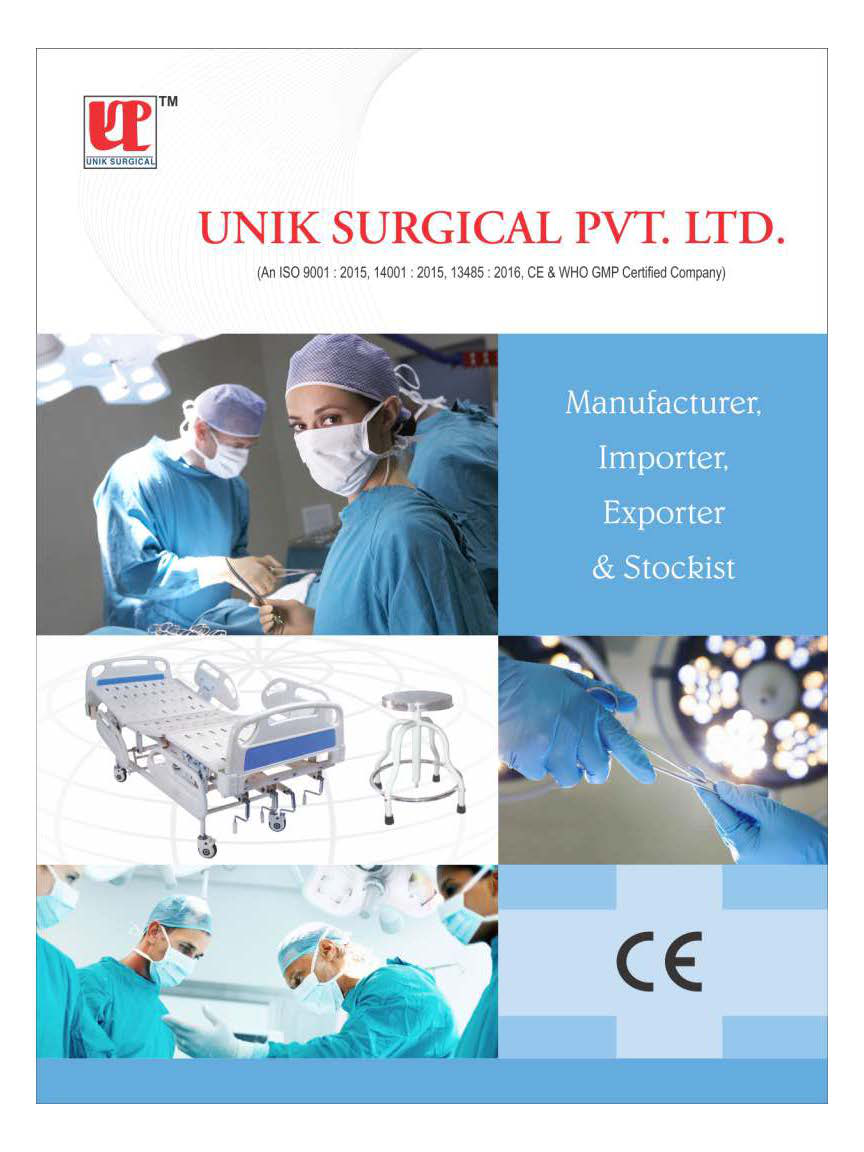 TM
UP
UNIK SURGICAL
UNIK SURGICAL PVT. LTD.
(An ISO 9001 : 2015, 14001 : 2015, 13485 : 2016, CE & WHO GMP Certified Company)
Manufacturer,
Importer,
Exporter
& Stockist
CE